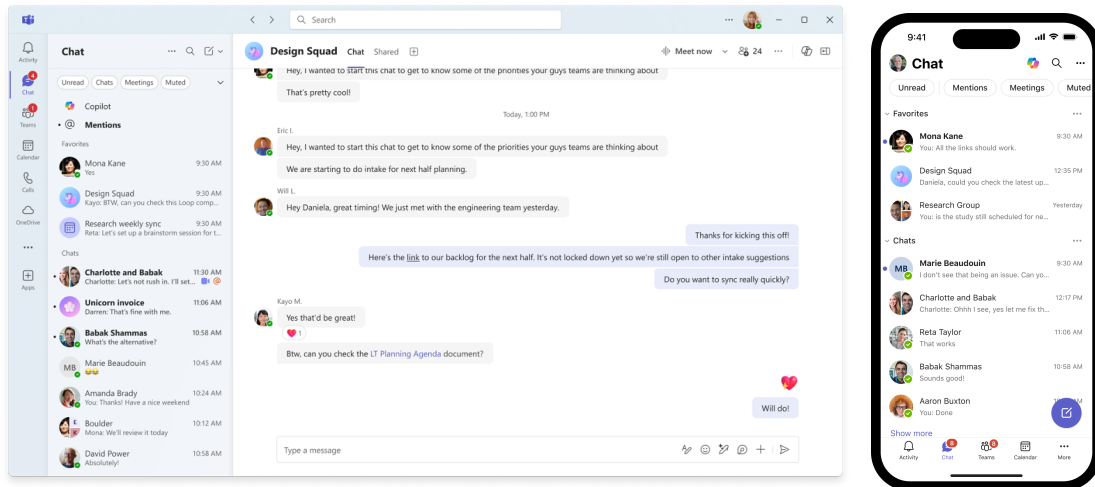 Search
Activity
4
Chat
1
Teams
Calendar
Calls
OneDrive
Apps
Chat
Unread
Chats
Meetings
Muted
Copilot
@ Mentions
Favorites
Mona Kane 9:30 AM
Yes
Design Squad 9:30 AM
Kayo: BTW, can you check this Loop comp...
Research weekly sync 9:30 AM
Reta: Let's set up a brainstorm session for t...
Chats
Charlotte and Babak 11:30 AM
Charlotte: Let's not rush in. I'll set... @
Unicorn invoice 11:06 AM
Darren: That's fine with me.
Babak Shammas 10:58 AM
What's the alternative?
MB Marie Beaudouin 10:45 AM
Amanda Brady 10:24 AM
You: Thanks! Have a nice weekend
Boulder 10:12 AM
Mona: We'll review it today
David Power 10:58 AM
Absolutely!
Design Squad Chat Shared Meet now 24
Hey, I wanted to start this chat to get to know some of the priorities your guys teams are thinking about
That's pretty cool!
Today, 1:00 PM
Eric I.
Hey, I wanted to start this chat to get to know some of the priorities your guys teams are thinking about
We are starting to do intake for next half planning.
Will L.
Hey Daniela, great timing! We just met with the engineering team yesterday.
Thanks for kicking this off!
Here's the link to our backlog for the next half. It's not locked down yet so we're still open to other intake suggestions
Do you want to sync really quickly?
Kayo M.
Yes that'd be great!
1
Btw, can you check the LT Planning Agenda document?
Will do!
Type a message
9:41
Chat
Unread
Mentions
Meetings
Muted
Favorites
Mona Kane 9:30 AM
You: All the links should work.
Design Squad 12:35 PM
Daniela, could you check the latest up...
Research Group Yesterday
You: is the study still scheduled for ne...
Chats
MB Marie Beaudouin 9:30 AM
I don't see that being an issue. Can yo...
Charlotte and Babak 12:17 PM
Charlotte: Ohhh I see, yes let me fix th...
Reta Taylor 11:06 AM
That works
Babak Shammas 10:58 AM
Sounds good!
Aaron Buxton
You: Done
Show more
Activity
Chat
Teams
Calendar
More